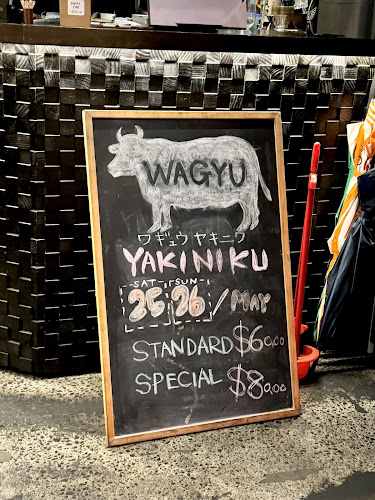 WAGYU
ワギュウ ヤキニク
YAKINIKU
SAT SUN
25 26 / MAY
STANDARD $60.00
SPECIAL $80.00